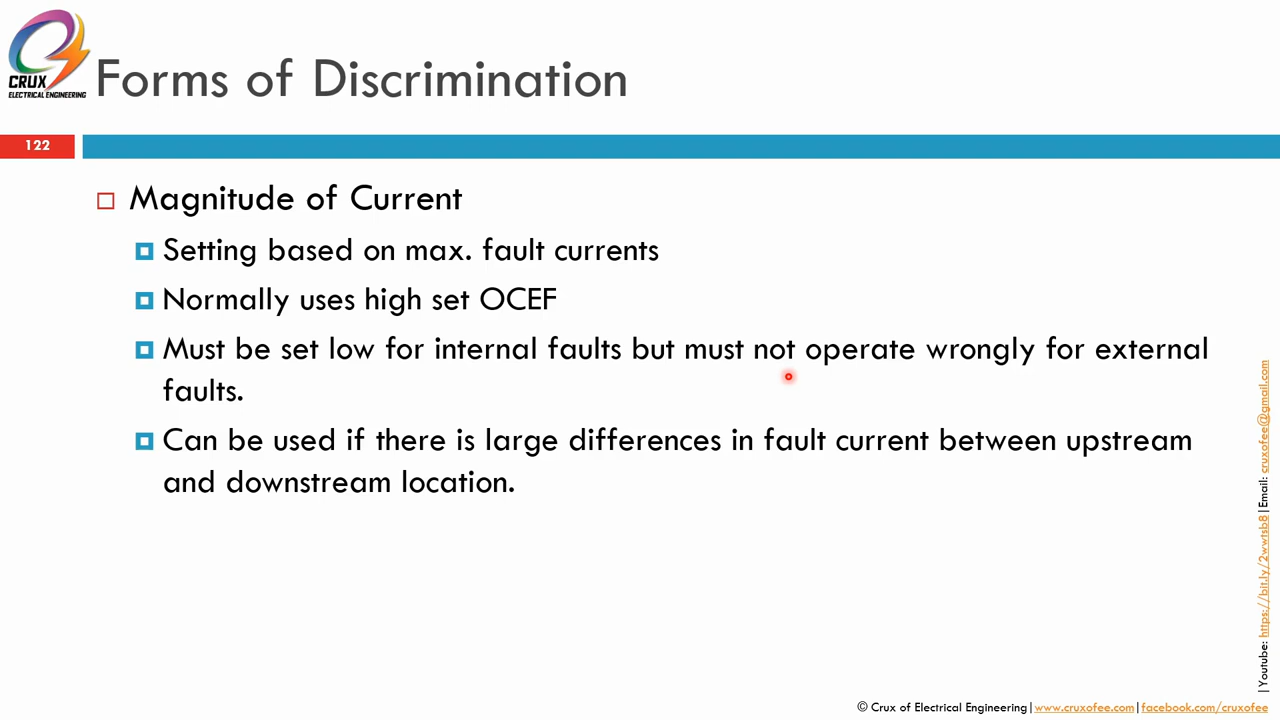 CRUX
ELECTRICAL ENGINEERING
Forms of Discrimination
122
Magnitude of Current
Setting based on max. fault currents
Normally uses high set OCEF
Must be set low for internal faults but must not operate wrongly for external
faults.
Can be used if there is large differences in fault current between upstream
and downstream location.
|Youtube: https://bit.ly/2wwtsb8|Email: cruxofee@gmail.com
© Crux of Electrical Engineering|www.cruxofee.com|facebook.com/cruxofee